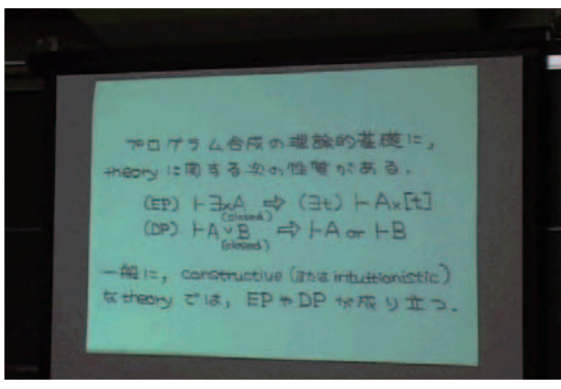 プログラム合成の理論的基礎に,
theory に関する次の性質がある.
(EP) ⊢∃xA ⇒ (∃t) ⊢Ax[t]
(closed)
(DP) ⊢A∨B ⇒ ⊢A or ⊢B
(closed)
一般に, constructive (または intuitionistic)
な theory では, EP や DP が成り立つ.